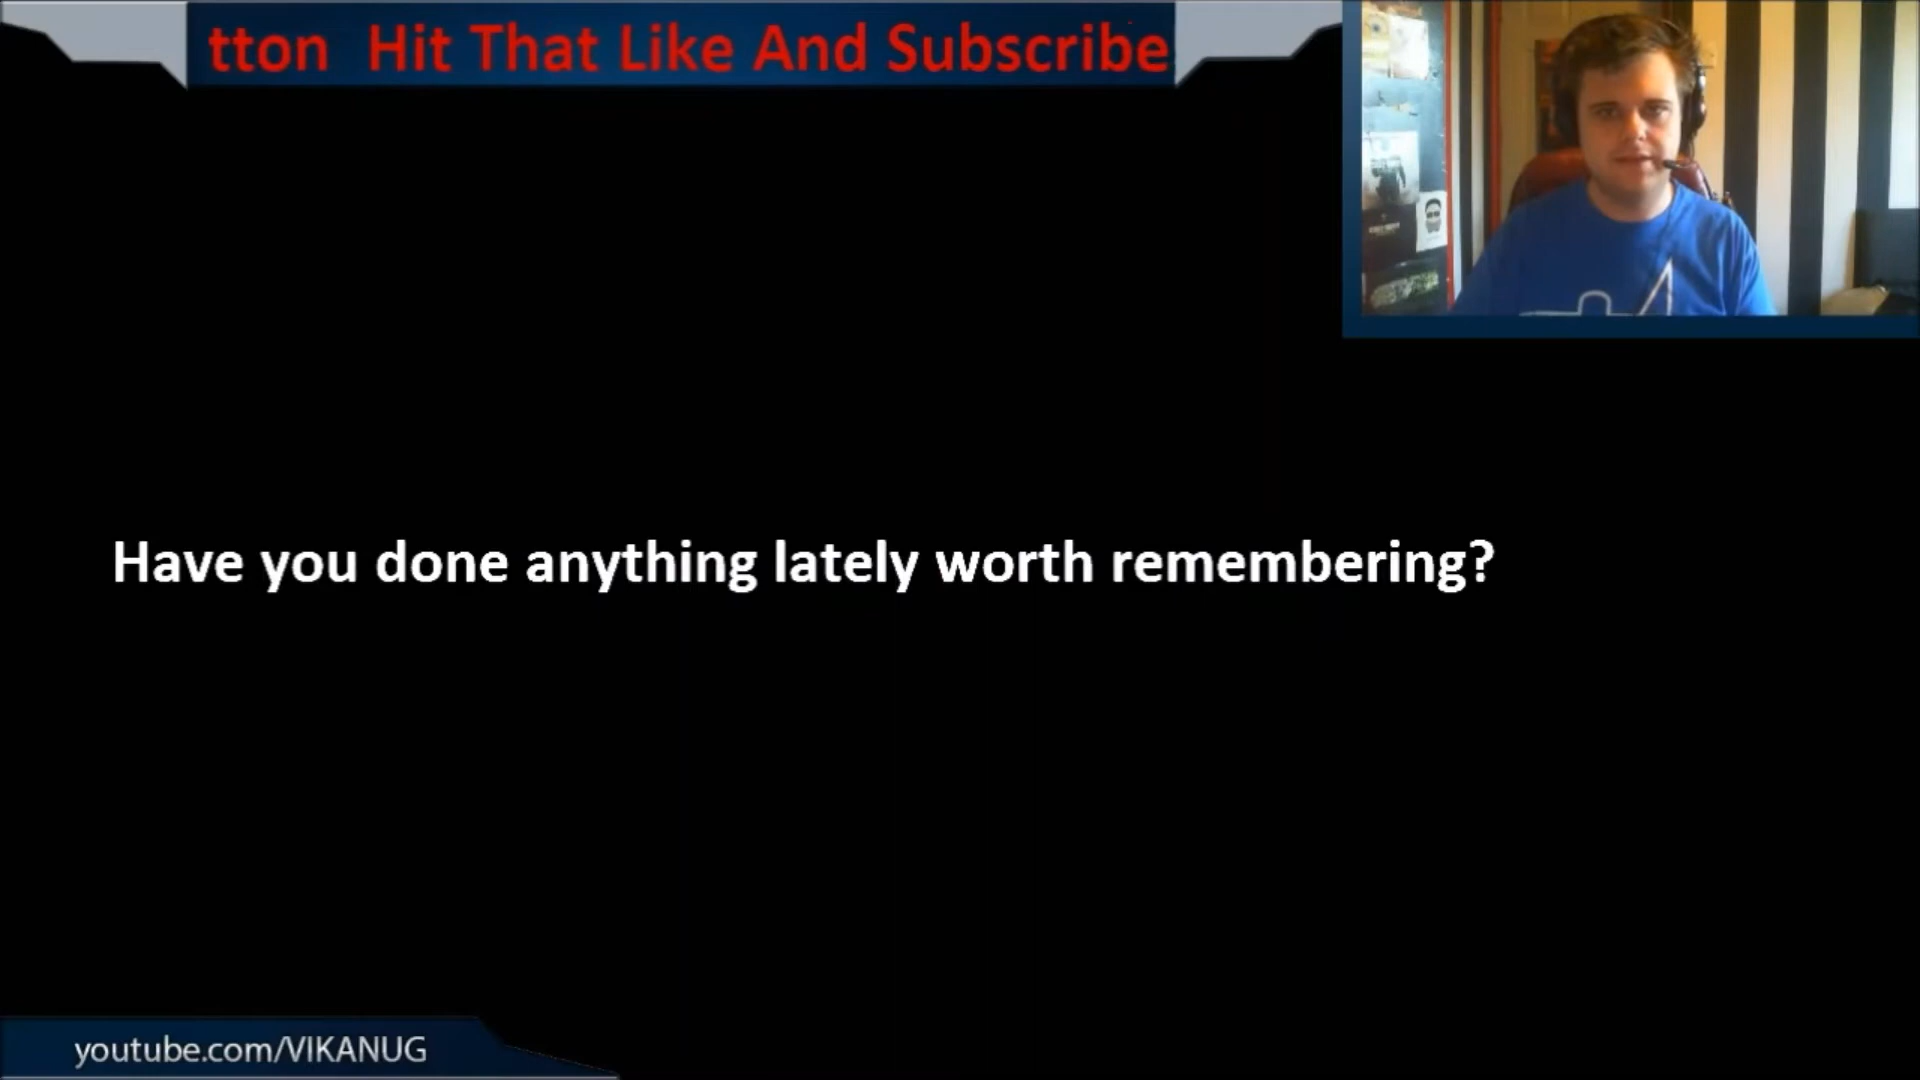 tton Hit That Like And Subscribe
Have you done anything lately worth remembering?
youtube.com/VIKANUG